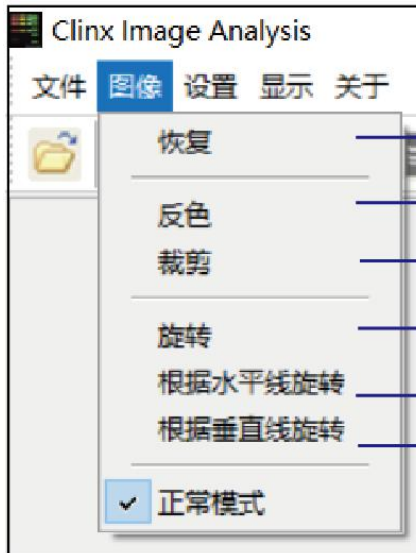 Clinx Image Analysis
文件 图像 设置 显示 关于
恢复
反色
裁剪
旋转
根据水平线旋转
根据垂直线旋转
正常模式